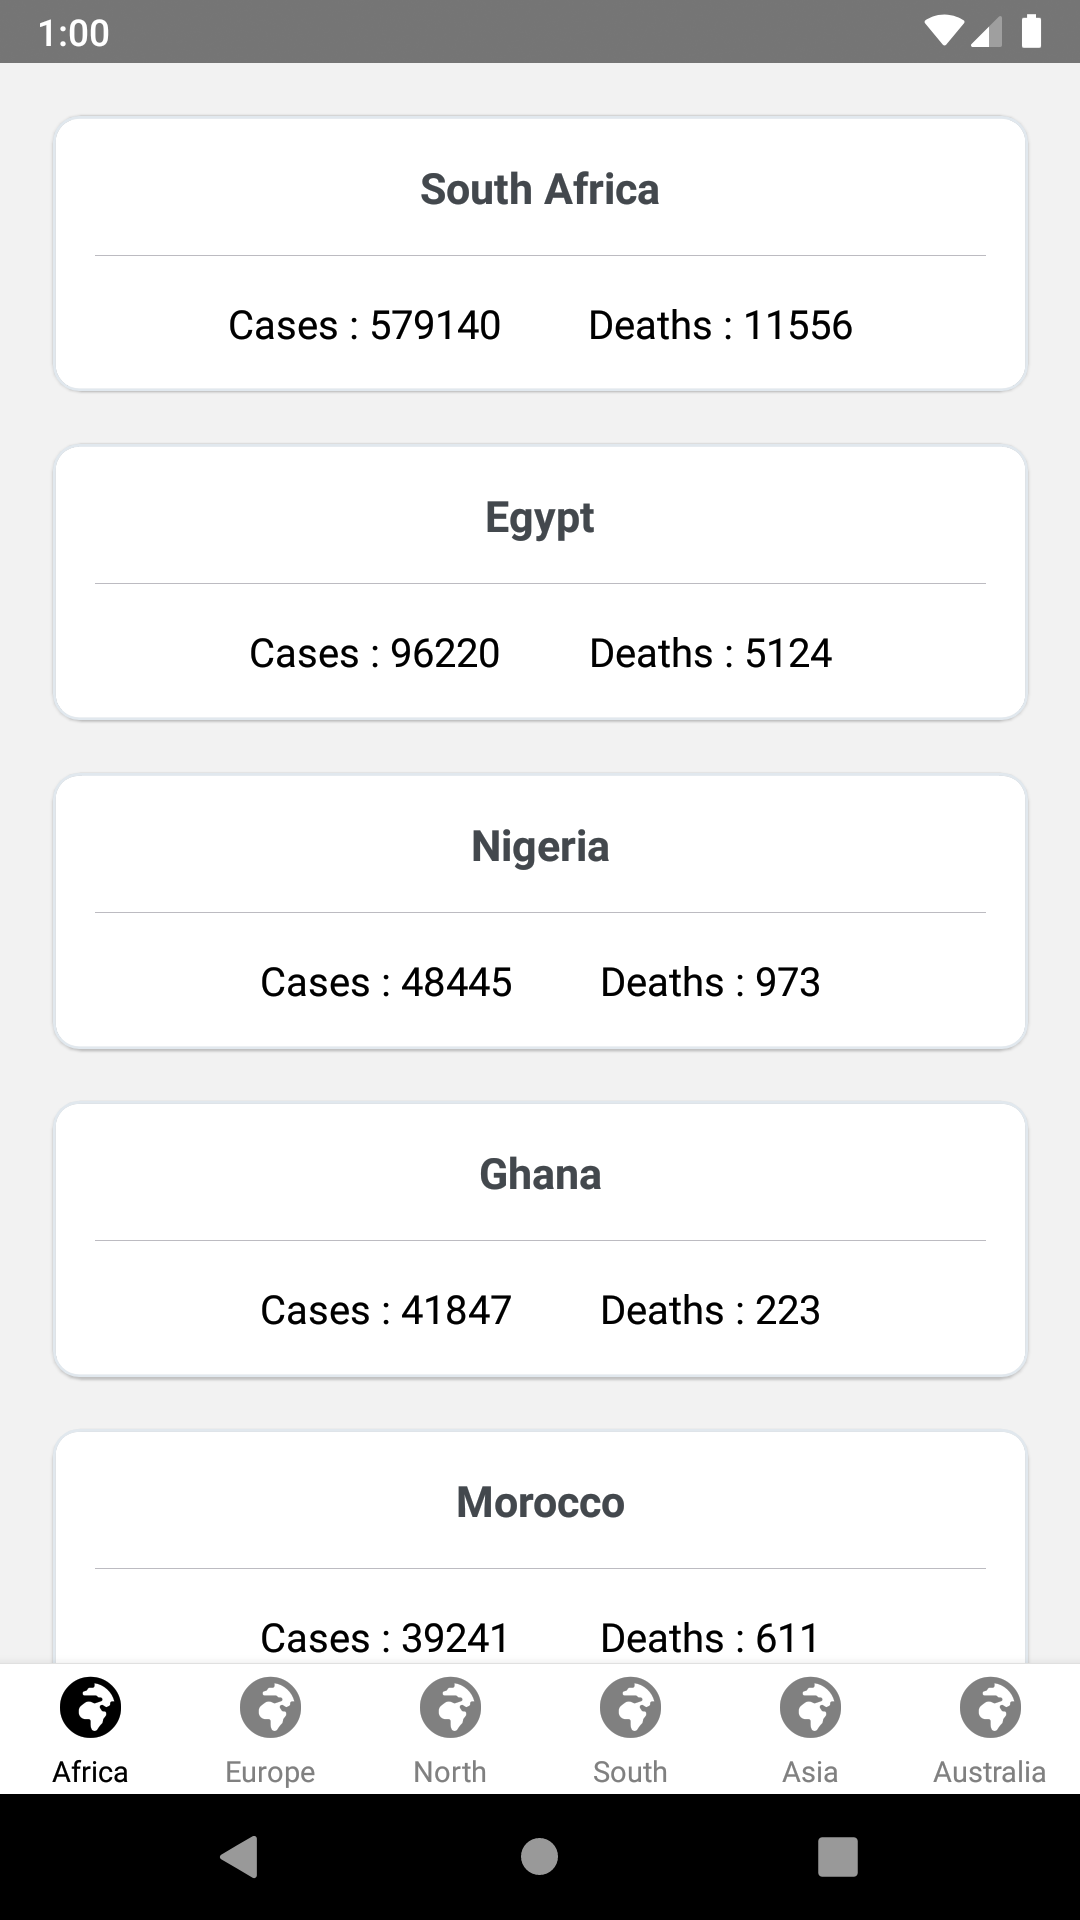 1:00
South Africa
Cases : 579140 Deaths : 11556
Egypt
Cases : 96220 Deaths : 5124
Nigeria
Cases : 48445 Deaths : 973
Ghana
Cases : 41847 Deaths : 223
Morocco
Cases : 39241 Deaths : 611
Africa Europe North South Asia Australia